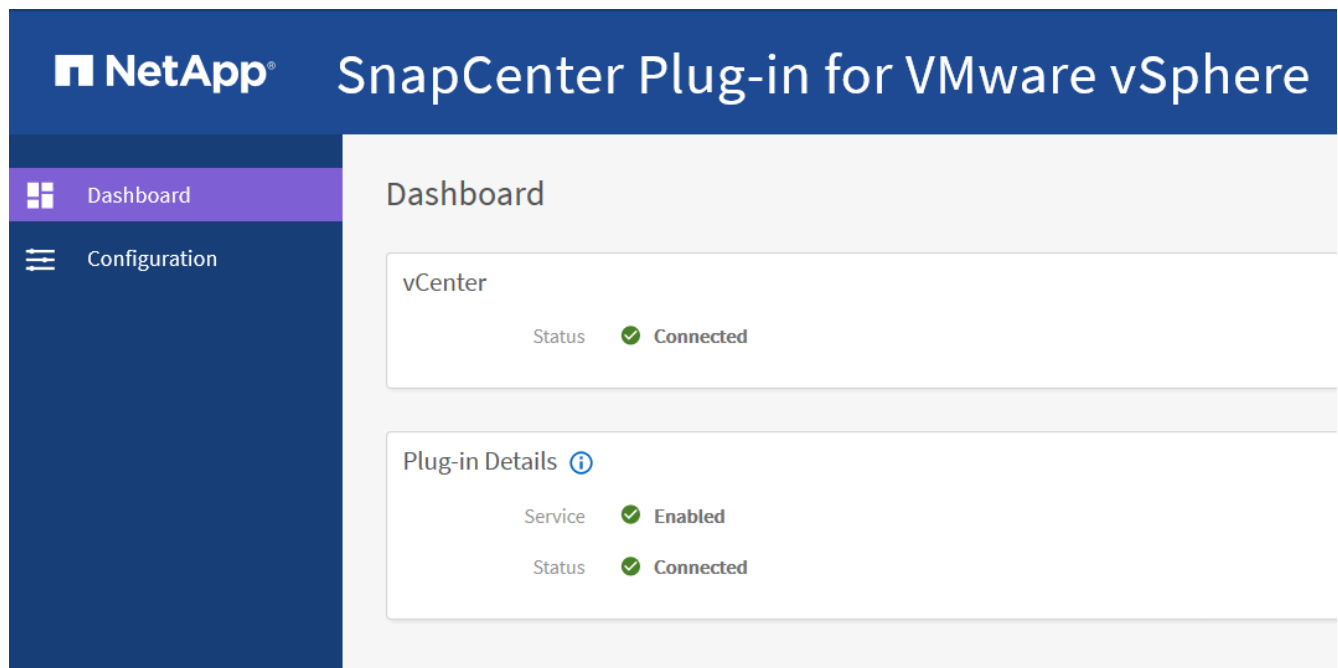 NetApp® SnapCenter Plug-in for VMware vSphere
Dashboard
Configuration
Dashboard
vCenter
Status Connected
Plug-in Details
Service Enabled
Status Connected